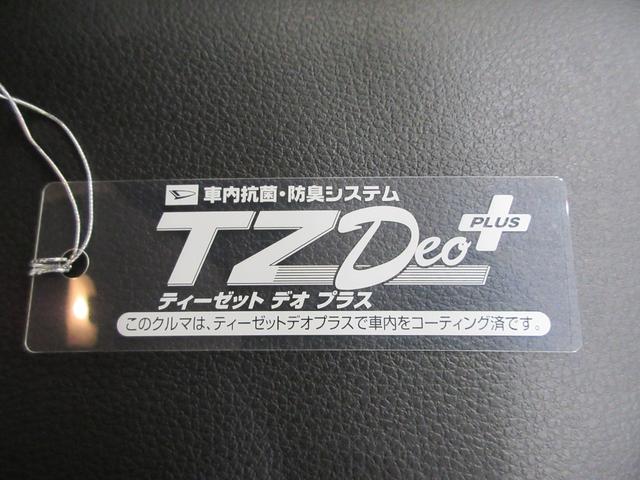 車内抗菌・防臭システム
TZ Deo PLUS
ティーゼット デオ プラス
このクルマは、ティーゼットデオプラスで車内をコーティング済です。